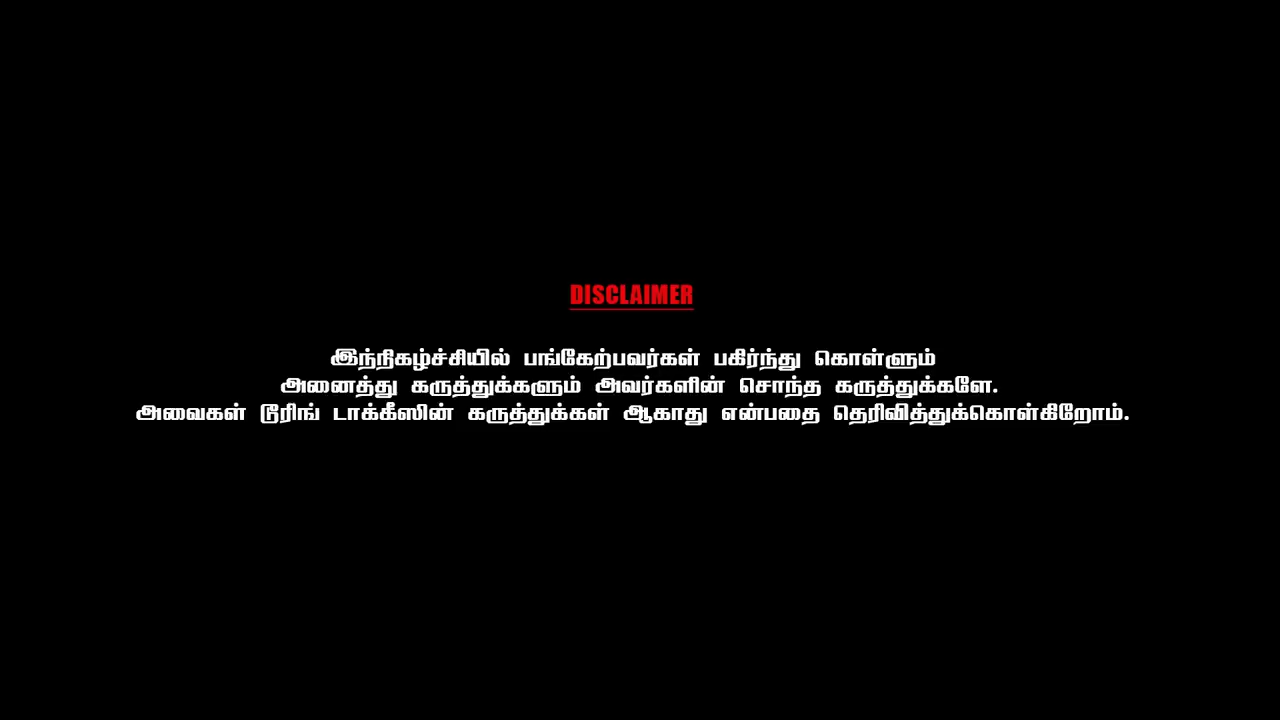 DISCLAIMER
இந்நிகழ்ச்சியில் பங்கேற்பவர்கள் பகிர்ந்து கொள்ளும்
அனைத்து கருத்துக்களும் அவர்களின் சொந்த கருத்துக்களே.
அவைகள் டூரிங் டாக்கீஸின் கருத்துக்கள் ஆகாது என்பதை தெரிவித்துக்கொள்கிறோம்.